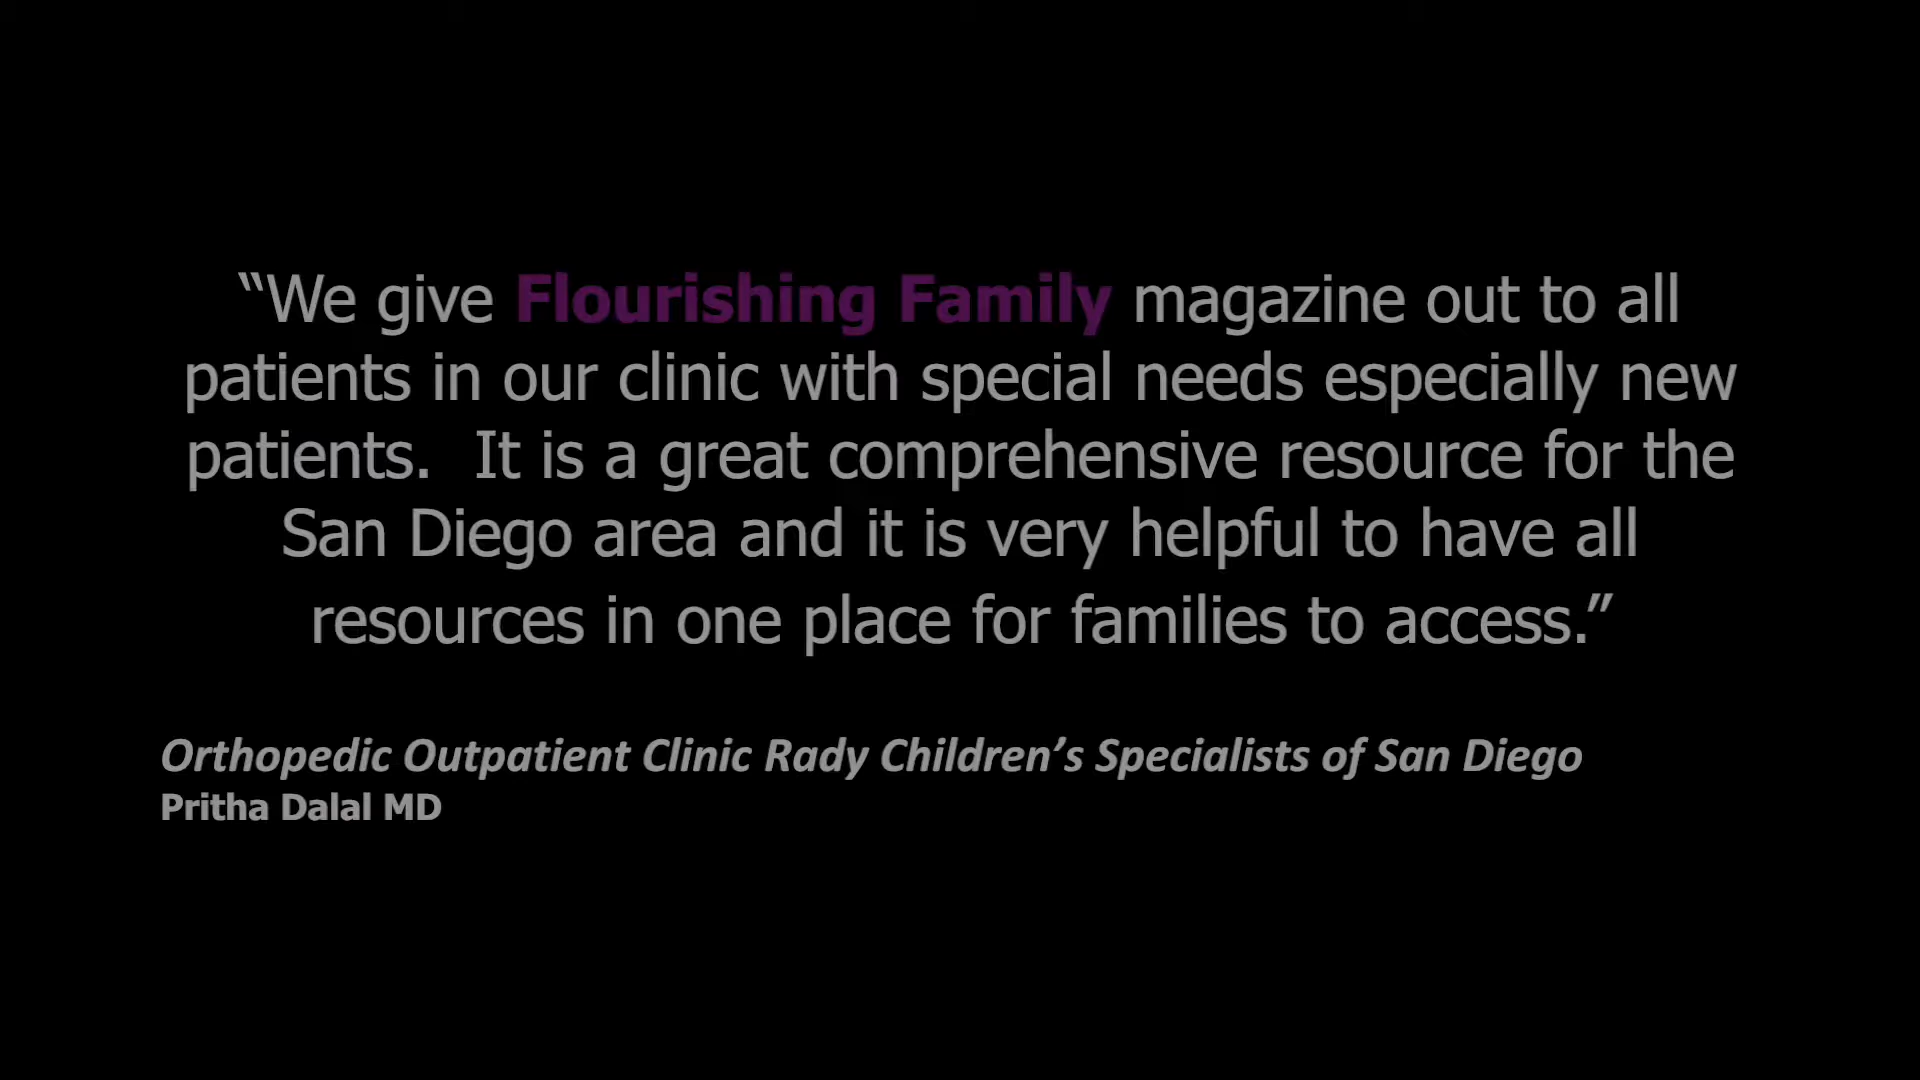 “We give Flourishing Family magazine out to all
patients in our clinic with special needs especially new
patients.  It is a great comprehensive resource for the
San Diego area and it is very helpful to have all
resources in one place for families to access.”
Orthopedic Outpatient Clinic Rady Children’s Specialists of San Diego
Pritha Dalal MD